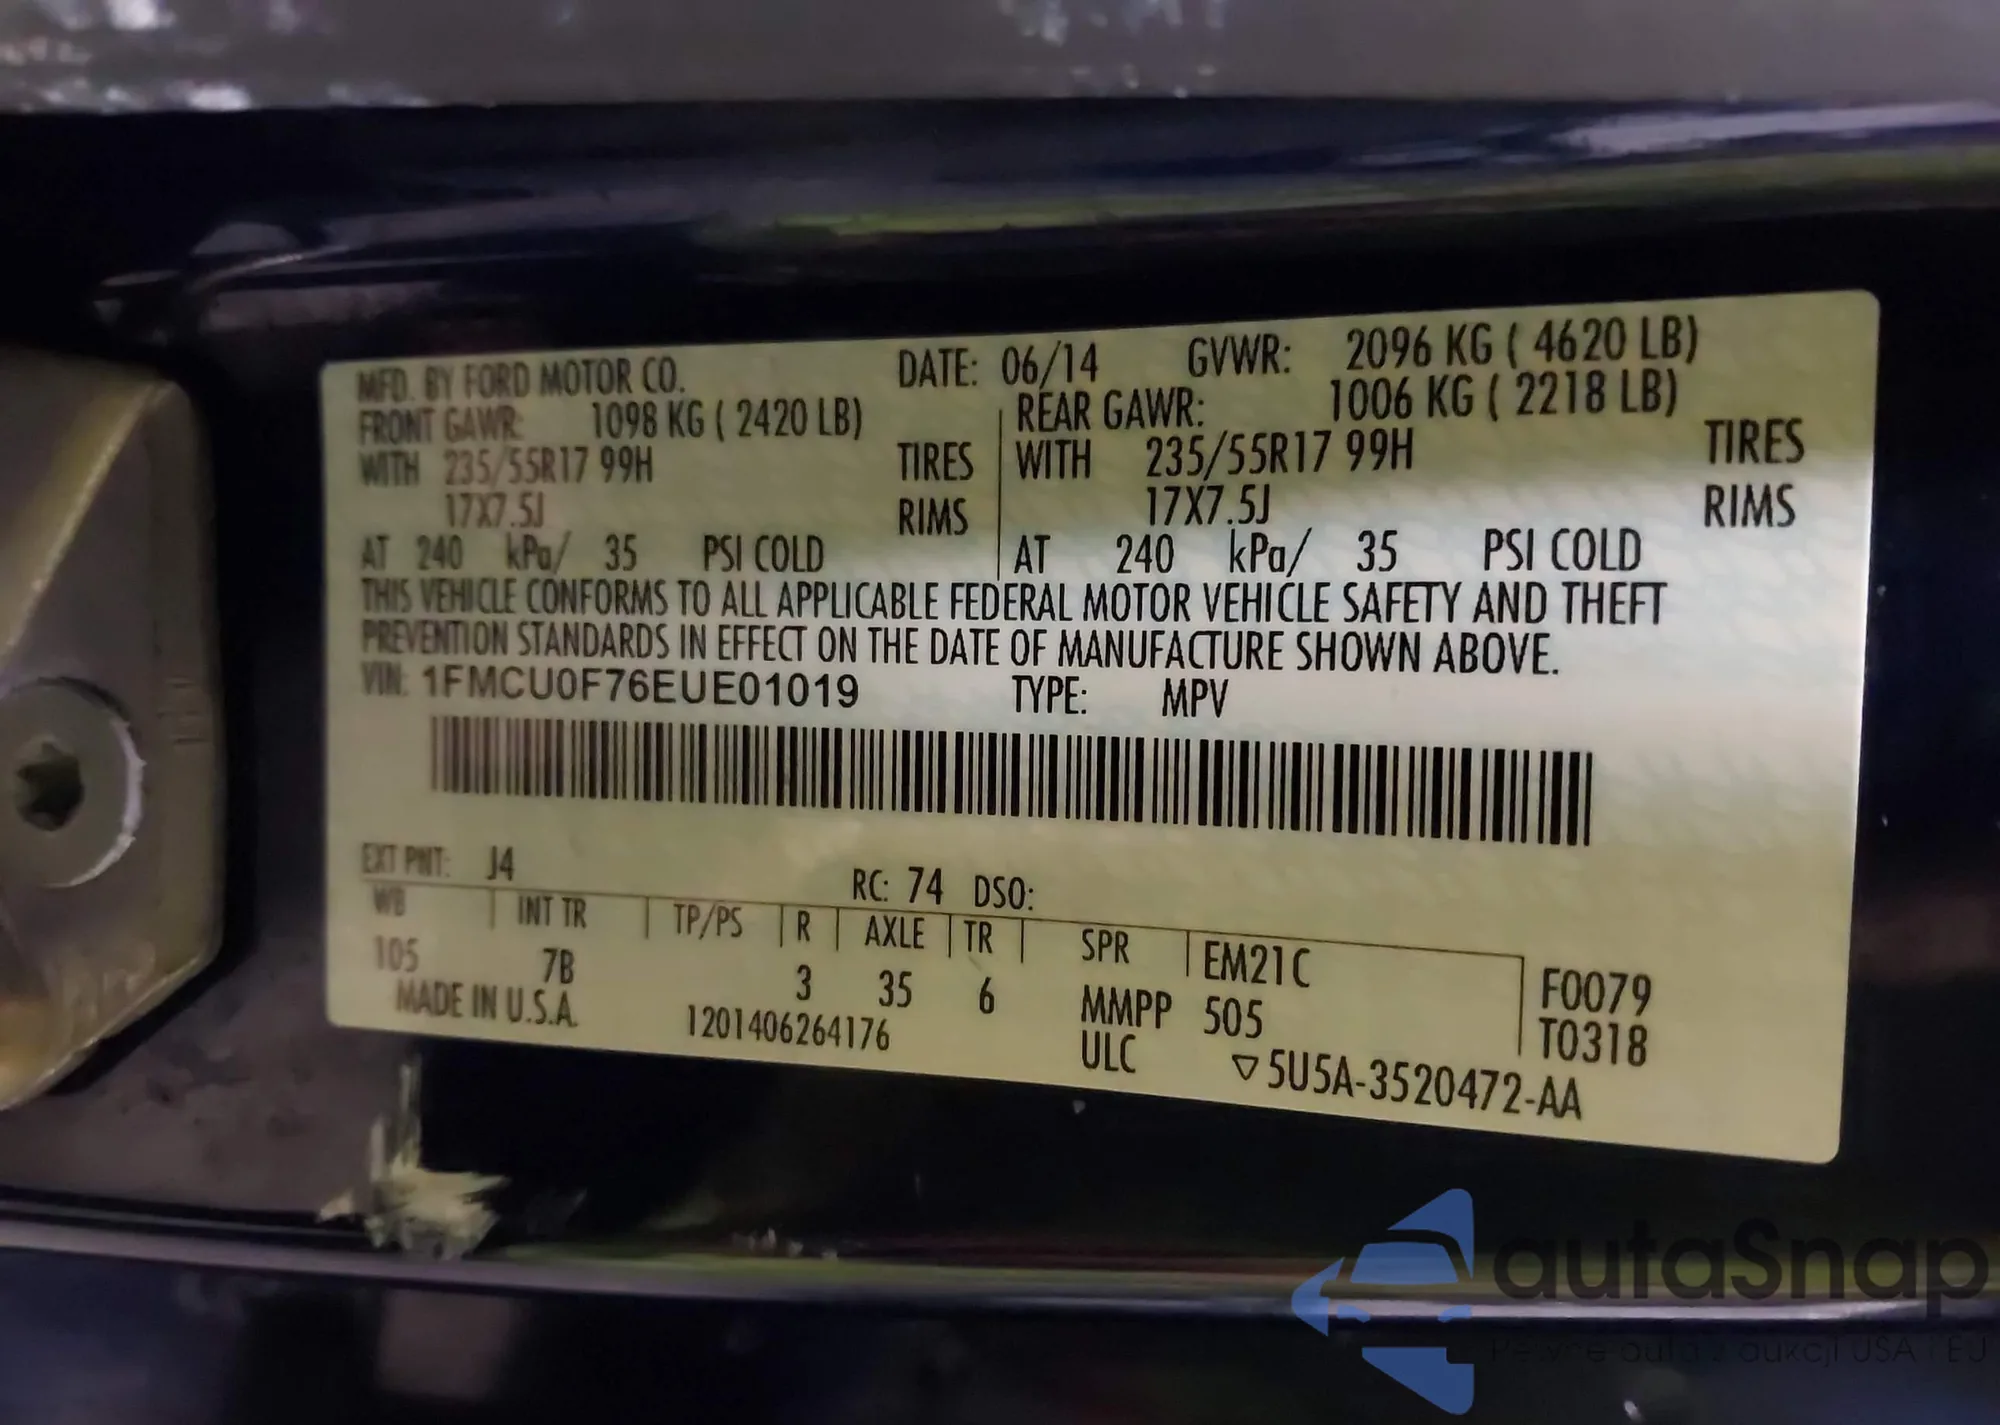 MFD. BY FORD MOTOR CO. DATE: 06/14 GVWR: 2096 KG ( 4620 LB)
FRONT GAWR: 1098 KG ( 2420 LB) REAR GAWR: 1006 KG ( 2218 LB)
WITH 235/55R17 99H TIRES WITH 235/55R17 99H TIRES
17X7.5J RIMS 17X7.5J RIMS
AT 240 kPa/ 35 PSI COLD AT 240 kPa/ 35 PSI COLD
THIS VEHICLE CONFORMS TO ALL APPLICABLE FEDERAL MOTOR VEHICLE SAFETY AND THEFT
PREVENTION STANDARDS IN EFFECT ON THE DATE OF MANUFACTURE SHOWN ABOVE.
VIN: 1FMCU0F76EUE01019 TYPE: MPV
EXT PNT: J4 RC: 74 DSO:
WB INT TR TP/PS R AXLE TR SPR EM21C F0079
105 7B 3 35 6 MMPP 505 T0318
MADE IN U.S.A. 1201406264176 ULC ▽5U5A-3520472-AA
autaSnap
auta z aukcji USA i EU